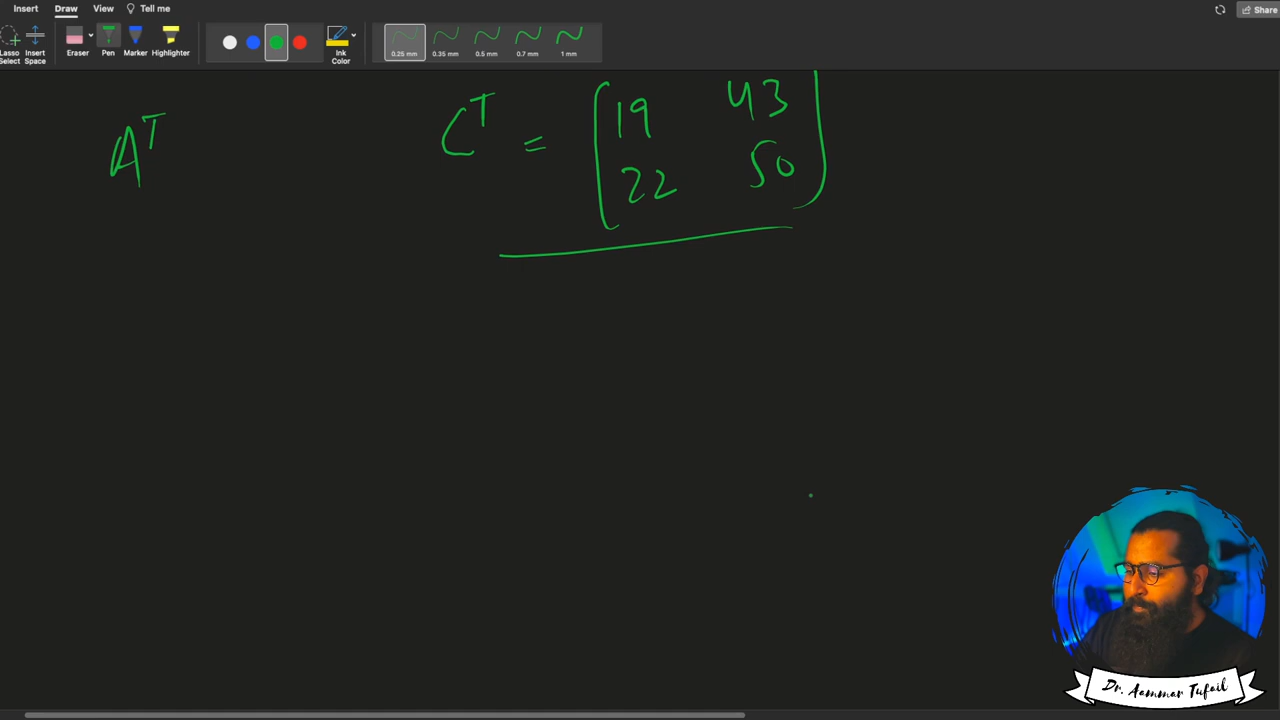 Insert Draw View Tell me Share
Lasso Select Insert Space Eraser Pen Marker Highlighter Ink Color 0.25 mm 0.35 mm 0.5 mm 0.7 mm 1 mm
A^T C^T = 19 43
22 50
Dr. Aammar Tufail